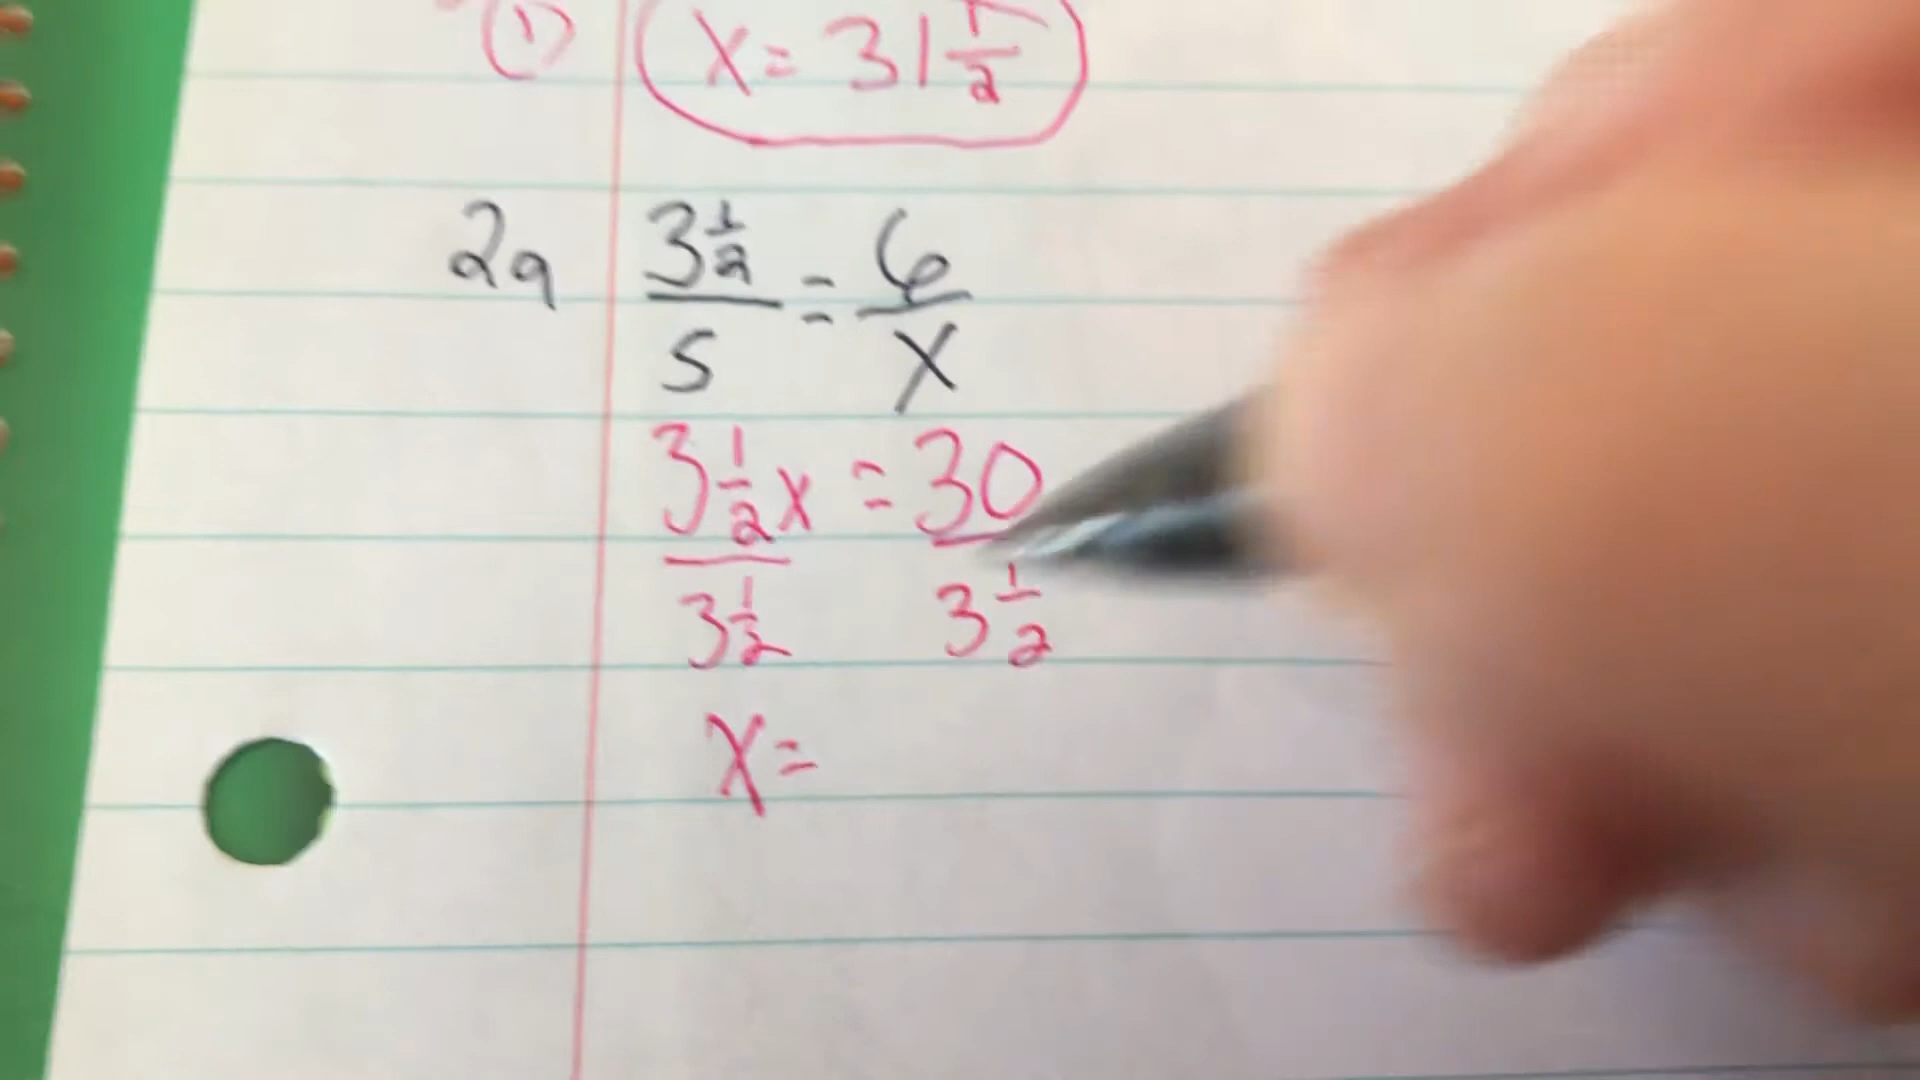 ① x = 31 1/2
2a 3 1/2 / 5 = 6 / x
3 1/2 x = 30
3 1/2 3 1/2
x =